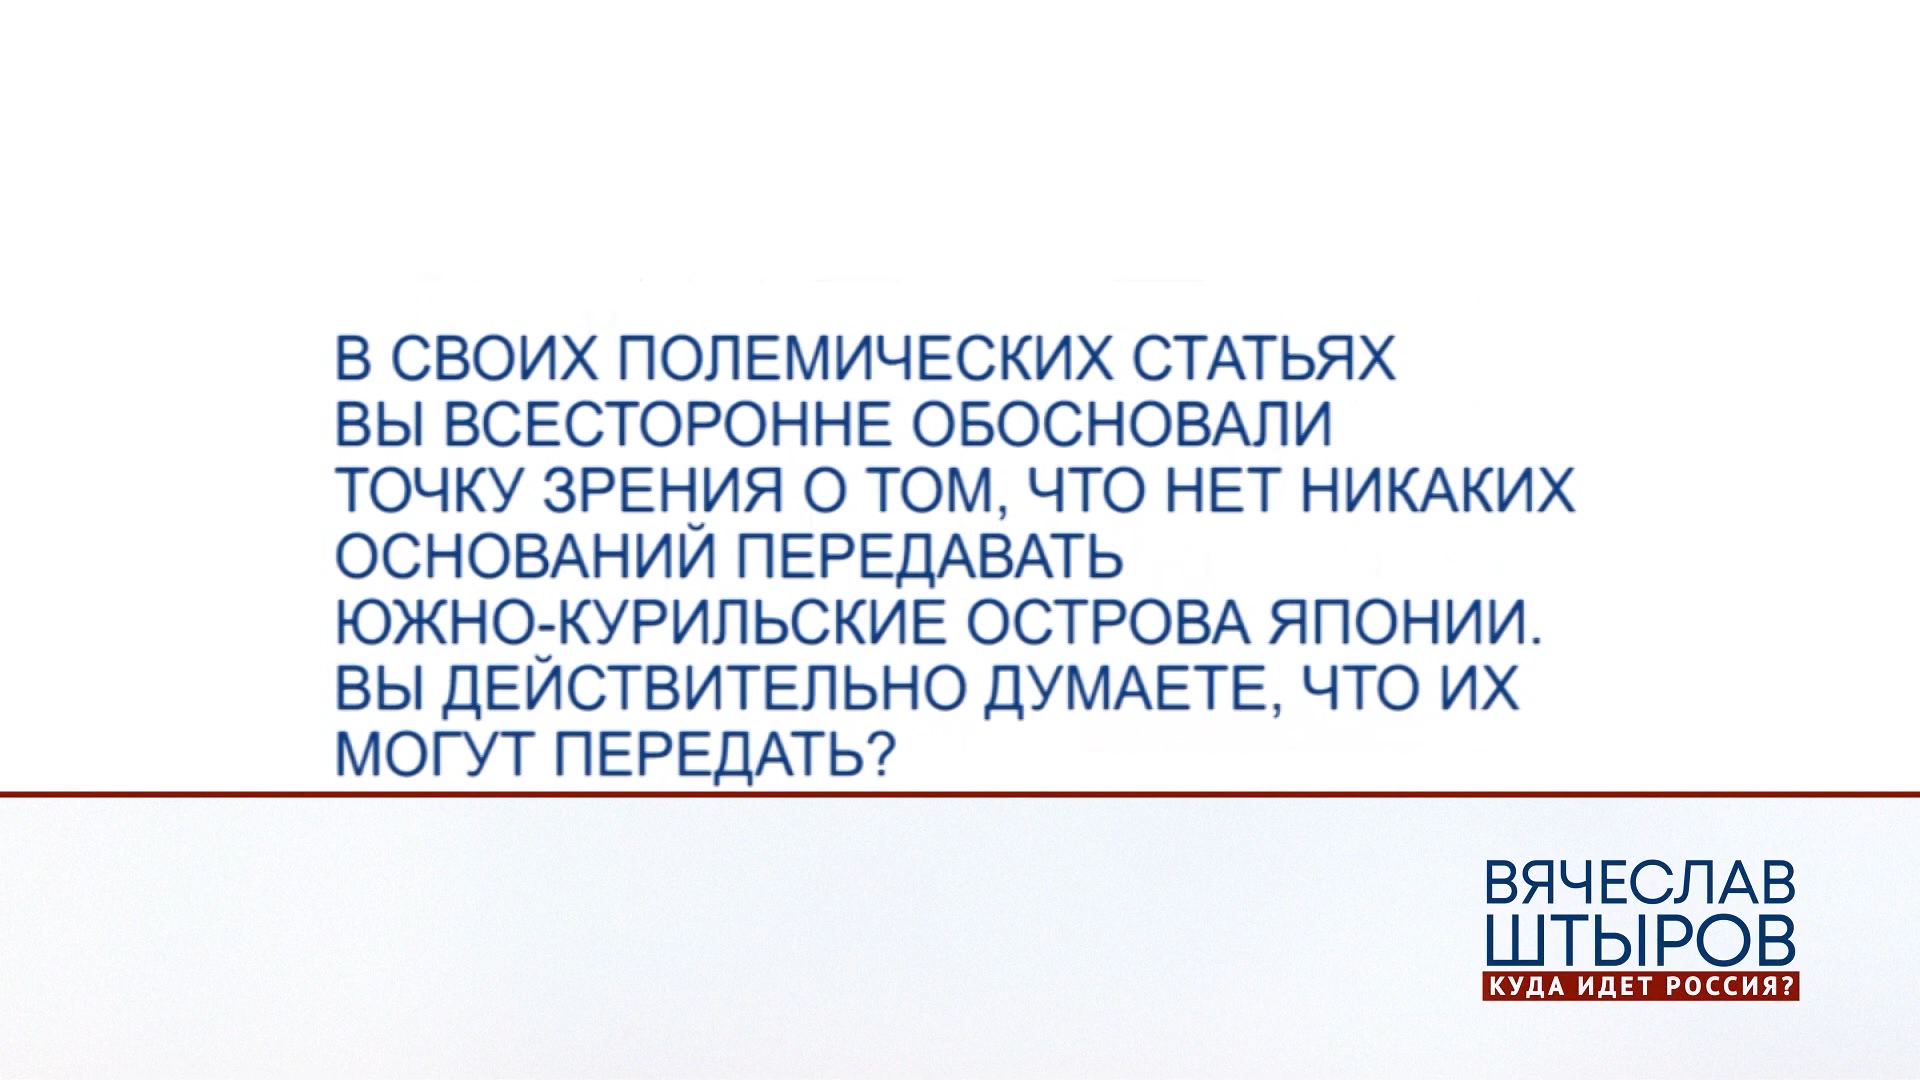 В СВОИХ ПОЛЕМИЧЕСКИХ СТАТЬЯХ
ВЫ ВСЕСТОРОННЕ ОБОСНОВАЛИ
ТОЧКУ ЗРЕНИЯ О ТОМ, ЧТО НЕТ НИКАКИХ
ОСНОВАНИЙ ПЕРЕДАВАТЬ
ЮЖНО-КУРИЛЬСКИЕ ОСТРОВА ЯПОНИИ.
ВЫ ДЕЙСТВИТЕЛЬНО ДУМАЕТЕ, ЧТО ИХ
МОГУТ ПЕРЕДАТЬ?
ВЯЧЕСЛАВ
ШТЫРОВ
КУДА ИДЕТ РОССИЯ?